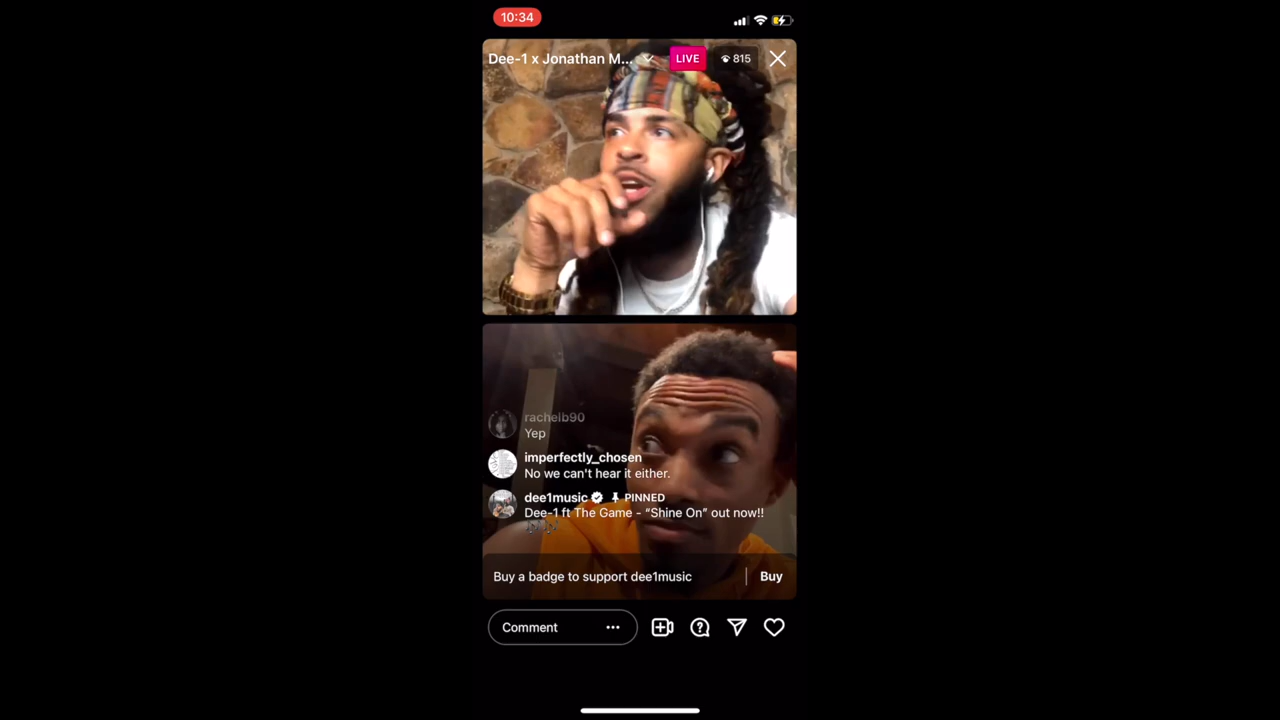 10:34
Dee-1 x Jonathan M...
LIVE
815
rachelb90
Yep
imperfectly_chosen
No we can't hear it either.
dee1music PINNED
Dee-1 ft The Game - “Shine On” out now!!
Buy a badge to support dee1music
Buy
Comment